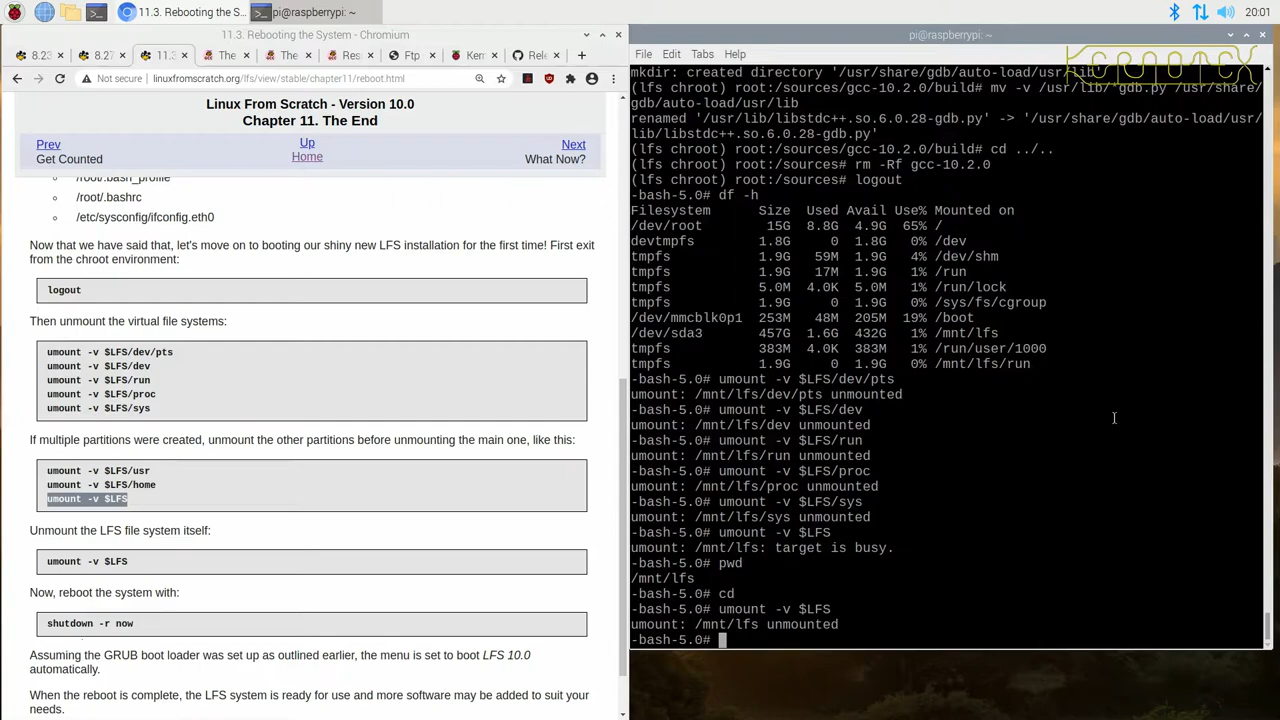 11.3. Rebooting the S...
pi@raspberrypi: ~
20:01
11.3. Rebooting the System - Chromium
8.23
8.27
11.3
The
The
Res
Ftp
Kerr
Rele
Not secure | linuxfromscratch.org/lfs/view/stable/chapter11/reboot.html
Linux From Scratch - Version 10.0
Chapter 11. The End
Prev
Up
Next
Get Counted
Home
What Now?
/root/.bash_profile
/root/.bashrc
/etc/sysconfig/ifconfig.eth0
Now that we have said that, let's move on to booting our shiny new LFS installation for the first time! First exit
from the chroot environment:
logout
Then unmount the virtual file systems:
umount -v $LFS/dev/pts
umount -v $LFS/dev
umount -v $LFS/run
umount -v $LFS/proc
umount -v $LFS/sys
If multiple partitions were created, unmount the other partitions before unmounting the main one, like this:
umount -v $LFS/usr
umount -v $LFS/home
umount -v $LFS
Unmount the LFS file system itself:
umount -v $LFS
Now, reboot the system with:
shutdown -r now
Assuming the GRUB boot loader was set up as outlined earlier, the menu is set to boot LFS 10.0
automatically.
When the reboot is complete, the LFS system is ready for use and more software may be added to suit your
needs.
pi@raspberrypi: ~
File Edit Tabs Help
mkdir: created directory '/usr/share/gdb/auto-load/usr/lib'
(lfs chroot) root:/sources/gcc-10.2.0/build# mv -v /usr/lib/*gdb.py /usr/share/
gdb/auto-load/usr/lib
renamed '/usr/lib/libstdc++.so.6.0.28-gdb.py' -> '/usr/share/gdb/auto-load/usr/
lib/libstdc++.so.6.0.28-gdb.py'
(lfs chroot) root:/sources/gcc-10.2.0/build# cd ../..
(lfs chroot) root:/sources# rm -Rf gcc-10.2.0
(lfs chroot) root:/sources# logout
-bash-5.0# df -h
Filesystem Size Used Avail Use% Mounted on
/dev/root 15G 8.8G 4.9G 65% /
devtmpfs 1.8G 0 1.8G 0% /dev
tmpfs 1.9G 59M 1.9G 4% /dev/shm
tmpfs 1.9G 17M 1.9G 1% /run
tmpfs 5.0M 4.0K 5.0M 1% /run/lock
tmpfs 1.9G 0 1.9G 0% /sys/fs/cgroup
/dev/mmcblk0p1 253M 48M 205M 19% /boot
/dev/sda3 457G 1.6G 432G 1% /mnt/lfs
tmpfs 383M 4.0K 383M 1% /run/user/1000
tmpfs 1.9G 0 1.9G 0% /mnt/lfs/run
-bash-5.0# umount -v $LFS/dev/pts
umount: /mnt/lfs/dev/pts unmounted
-bash-5.0# umount -v $LFS/dev
umount: /mnt/lfs/dev unmounted
-bash-5.0# umount -v $LFS/run
umount: /mnt/lfs/run unmounted
-bash-5.0# umount -v $LFS/proc
umount: /mnt/lfs/proc unmounted
-bash-5.0# umount -v $LFS/sys
umount: /mnt/lfs/sys unmounted
-bash-5.0# umount -v $LFS
umount: /mnt/lfs: target is busy.
-bash-5.0# pwd
/mnt/lfs
-bash-5.0# cd
-bash-5.0# umount -v $LFS
umount: /mnt/lfs unmounted
-bash-5.0#